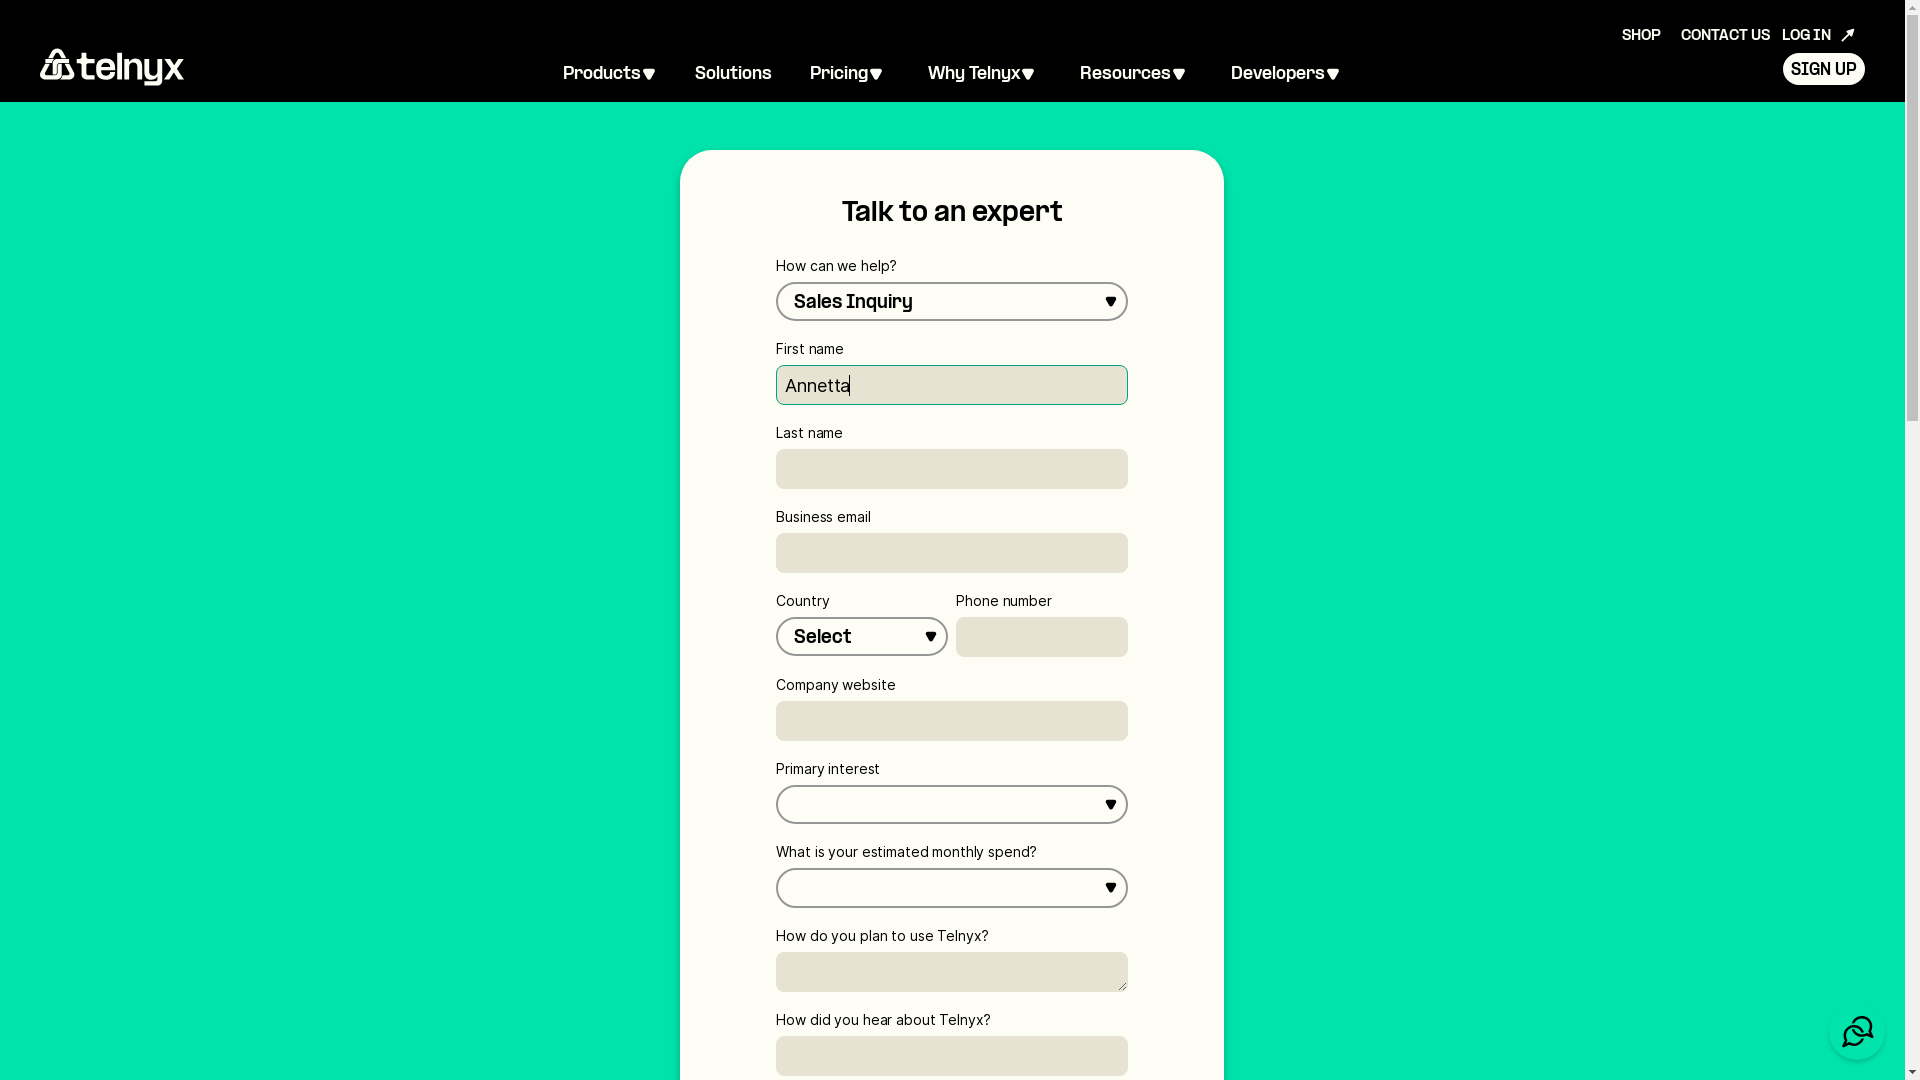 SHOP CONTACT US LOG IN
telnyx Products Solutions Pricing Why Telnyx Resources Developers SIGN UP
Talk to an expert
How can we help?
Sales Inquiry
First name
Annetta
Last name
Business email
Country Phone number
Select
Company website
Primary interest
What is your estimated monthly spend?
How do you plan to use Telnyx?
How did you hear about Telnyx?